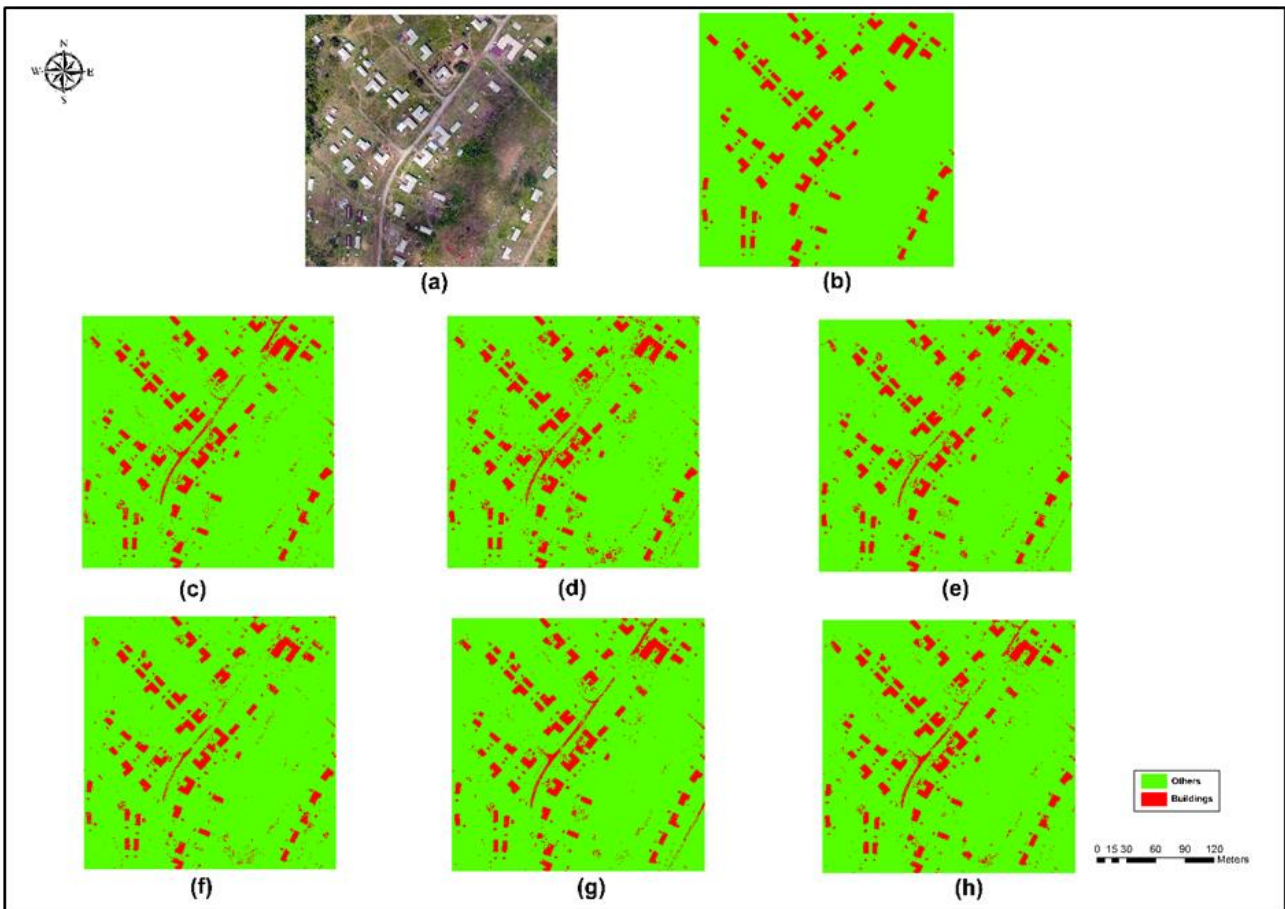 N
W E
S
(a)
(b)
(c)
(d)
(e)
(f)
(g)
(h)
Others
Buildings
0 15 30 60 90 120
Meters